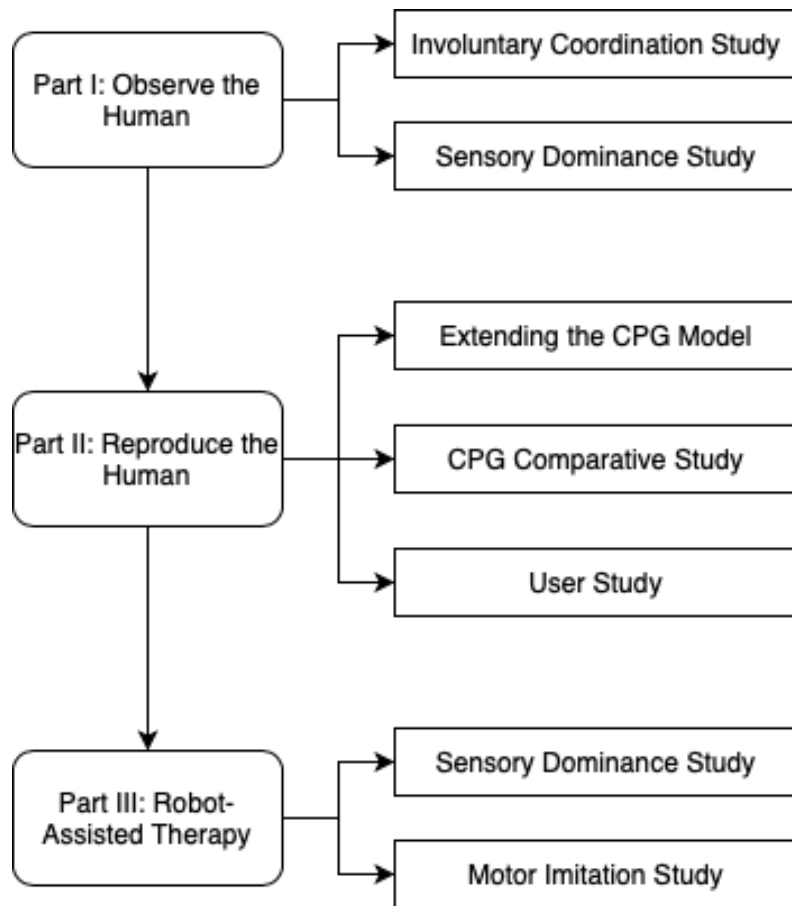 Part I: Observe the
Human
Involuntary Coordination Study
Sensory Dominance Study
Part II: Reproduce the
Human
Extending the CPG Model
CPG Comparative Study
User Study
Part III: Robot-
Assisted Therapy
Sensory Dominance Study
Motor Imitation Study